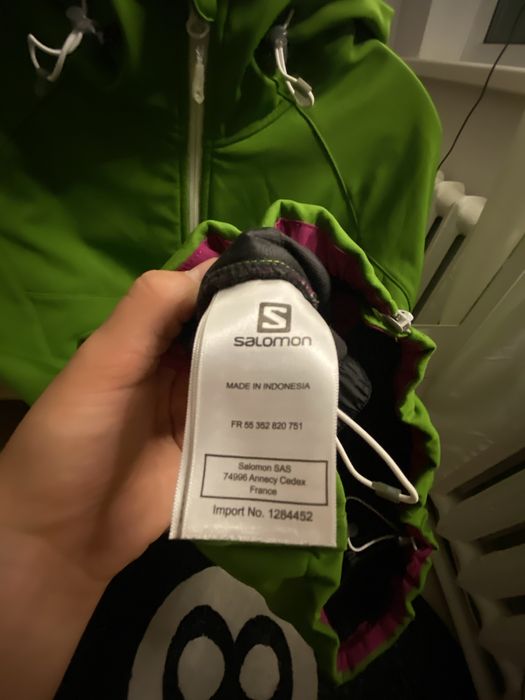 S
SALOMON
MADE IN INDONESIA
FR 55 352 820 751
Salomon SAS
74996 Annecy Cedex
France
Import No. 1284452